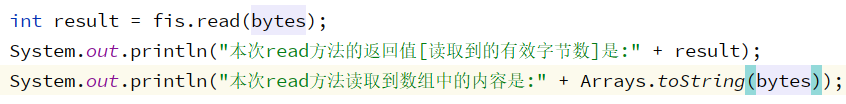 int result = fis.read(bytes);
System.out.println("本次read方法的返回值[读取到的有效字节数]是:" + result);
System.out.println("本次read方法读取到数组中的内容是:" + Arrays.toString(bytes));